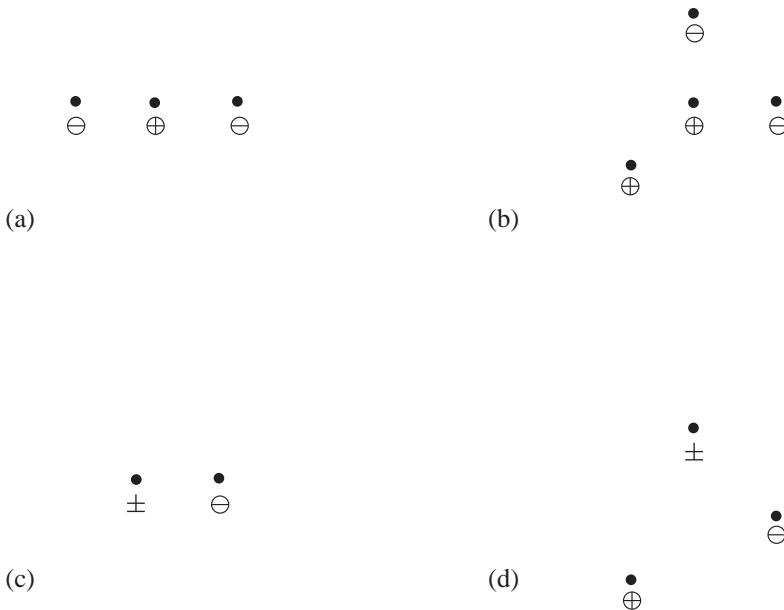 ⊖
⊖ ⊕ ⊖ ⊕ ⊖
⊕
(a) (b)
±
± ⊖
⊖
(c) (d)
⊕